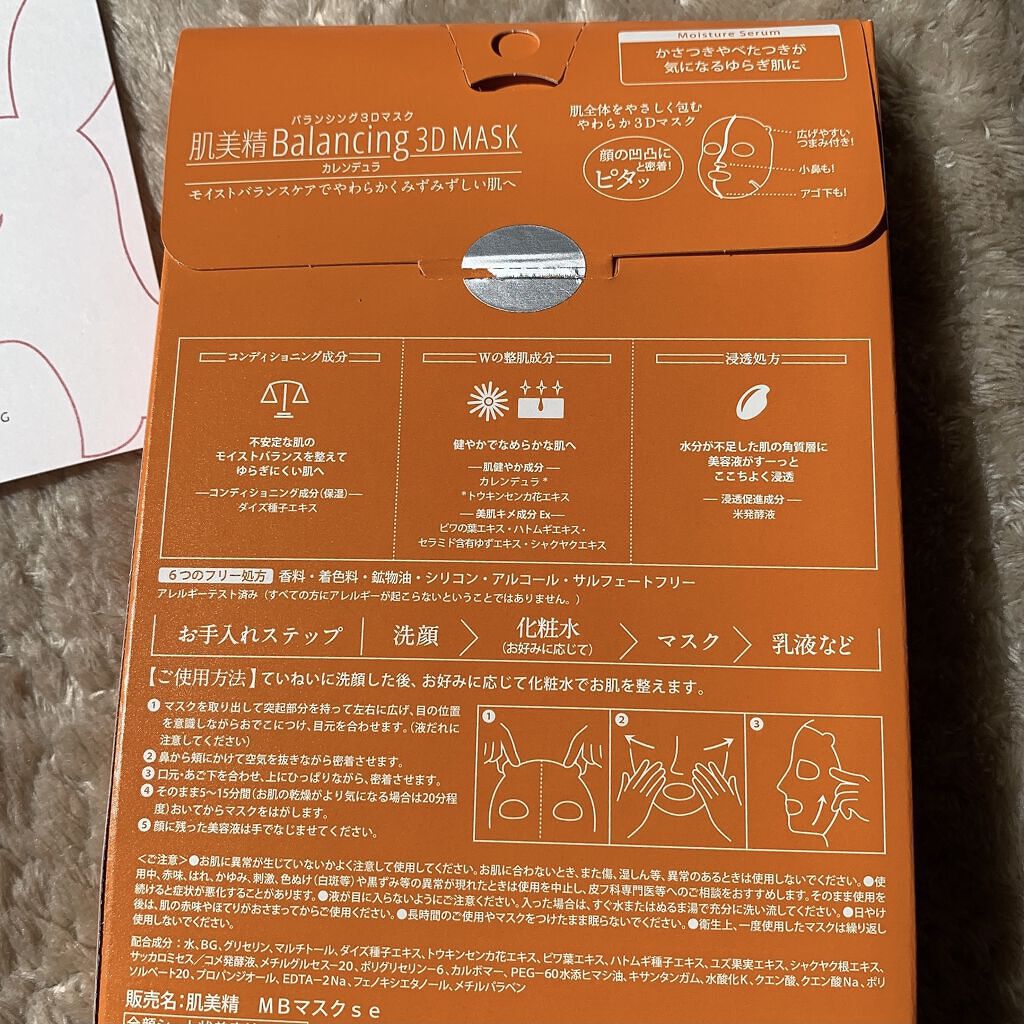 Moisture Serum
かさつきやべたつきが
気になるゆらぎ肌に
バランシング3Dマスク
肌美精 Balancing 3D MASK
カレンデュラ
モイストバランスケアでやわらかくみずみずしい肌へ
肌全体をやさしく包む
やわらか3Dマスク
顔の凹凸に
ピタッ
と密着!
広げやすい
つまみ付き!
小鼻も!
アゴ下も!
コンディショニング成分
不安定な肌の
モイストバランスを整えて
ゆらぎにくい肌へ
コンディショニング成分(保湿)
ダイズ種子エキス
Wの整肌成分
健やかでなめらかな肌へ
肌健やか成分
カレンデュラ*
*トウキンセンカ花エキス
美肌キメ成分 Ex
ビワの葉エキス・ハトムギエキス・
セラミド含有ゆずエキス・シャクヤクエキス
浸透処方
水分が不足した肌の角質層に
美容液がすーっと
ここちよく浸透
浸透促進成分
米発酵液
6つのフリー処方 香料・着色料・鉱物油・シリコン・アルコール・サルフェートフリー
アレルギーテスト済み(すべての方にアレルギーが起こらないということではありません。)
お手入れステップ 洗顔 化粧水 マスク 乳液など
(お好みに応じて)
【ご使用方法】ていねいに洗顔した後、お好みに応じて化粧水でお肌を整えます。
❶ マスクを取り出して突起部分を持って左右に広げ、目の位置
を意識しながらおでこにつけ、目元を合わせます。(液だれに
注意してください)
❷ 鼻から頬にかけて空気を抜きながら密着させます。
❸ 口元・あご下を合わせ、上にひっぱりながら、密着させます。
❹ そのまま5〜15分間(お肌の乾燥がより気になる場合は20分程
度)おいてからマスクをはがします。
❺ 顔に残った美容液は手でなじませてください。
❶
❷
❸
<ご注意>●お肌に異常が生じていないかよく注意して使用してください。お肌に合わないとき、また傷、湿しん等、異常のあるときは使用しないでください。●使
用中、赤味、はれ、かゆみ、刺激、色ぬけ(白斑等)や黒ずみ等の異常が現れたときは使用を中止し、皮フ科専門医等へのご相談をおすすめします。そのまま使用を
続けると症状が悪化することがあります。●液が目に入らないようにご注意ください。入った場合は、すぐ水またはぬるま湯で充分に洗い流してください。●日やけ
後は、肌の赤味やほてりがおさまってからご使用ください。●長時間のご使用やマスクをつけたまま眠らないでください。●衛生上、一度使用したマスクは繰り返し
使用しないでください。
配合成分:水、BG、グリセリン、マルチトール、ダイズ種子エキス、トウキンセンカ花エキス、ビワ葉エキス、ハトムギ種子エキス、ユズ果実エキス、シャクヤク根エキス、
サッカロミセス/コメ発酵液、メチルグルセス-20、ポリグリセリン-6、カルボマー、PEG-60水添ヒマシ油、キサンタンガム、水酸化K、クエン酸、クエン酸Na、ポリ
ソルベート20、プロパンジオール、EDTA-2Na、フェノキシエタノール、メチルパラベン
販売名:肌美精 MBマスクse
G